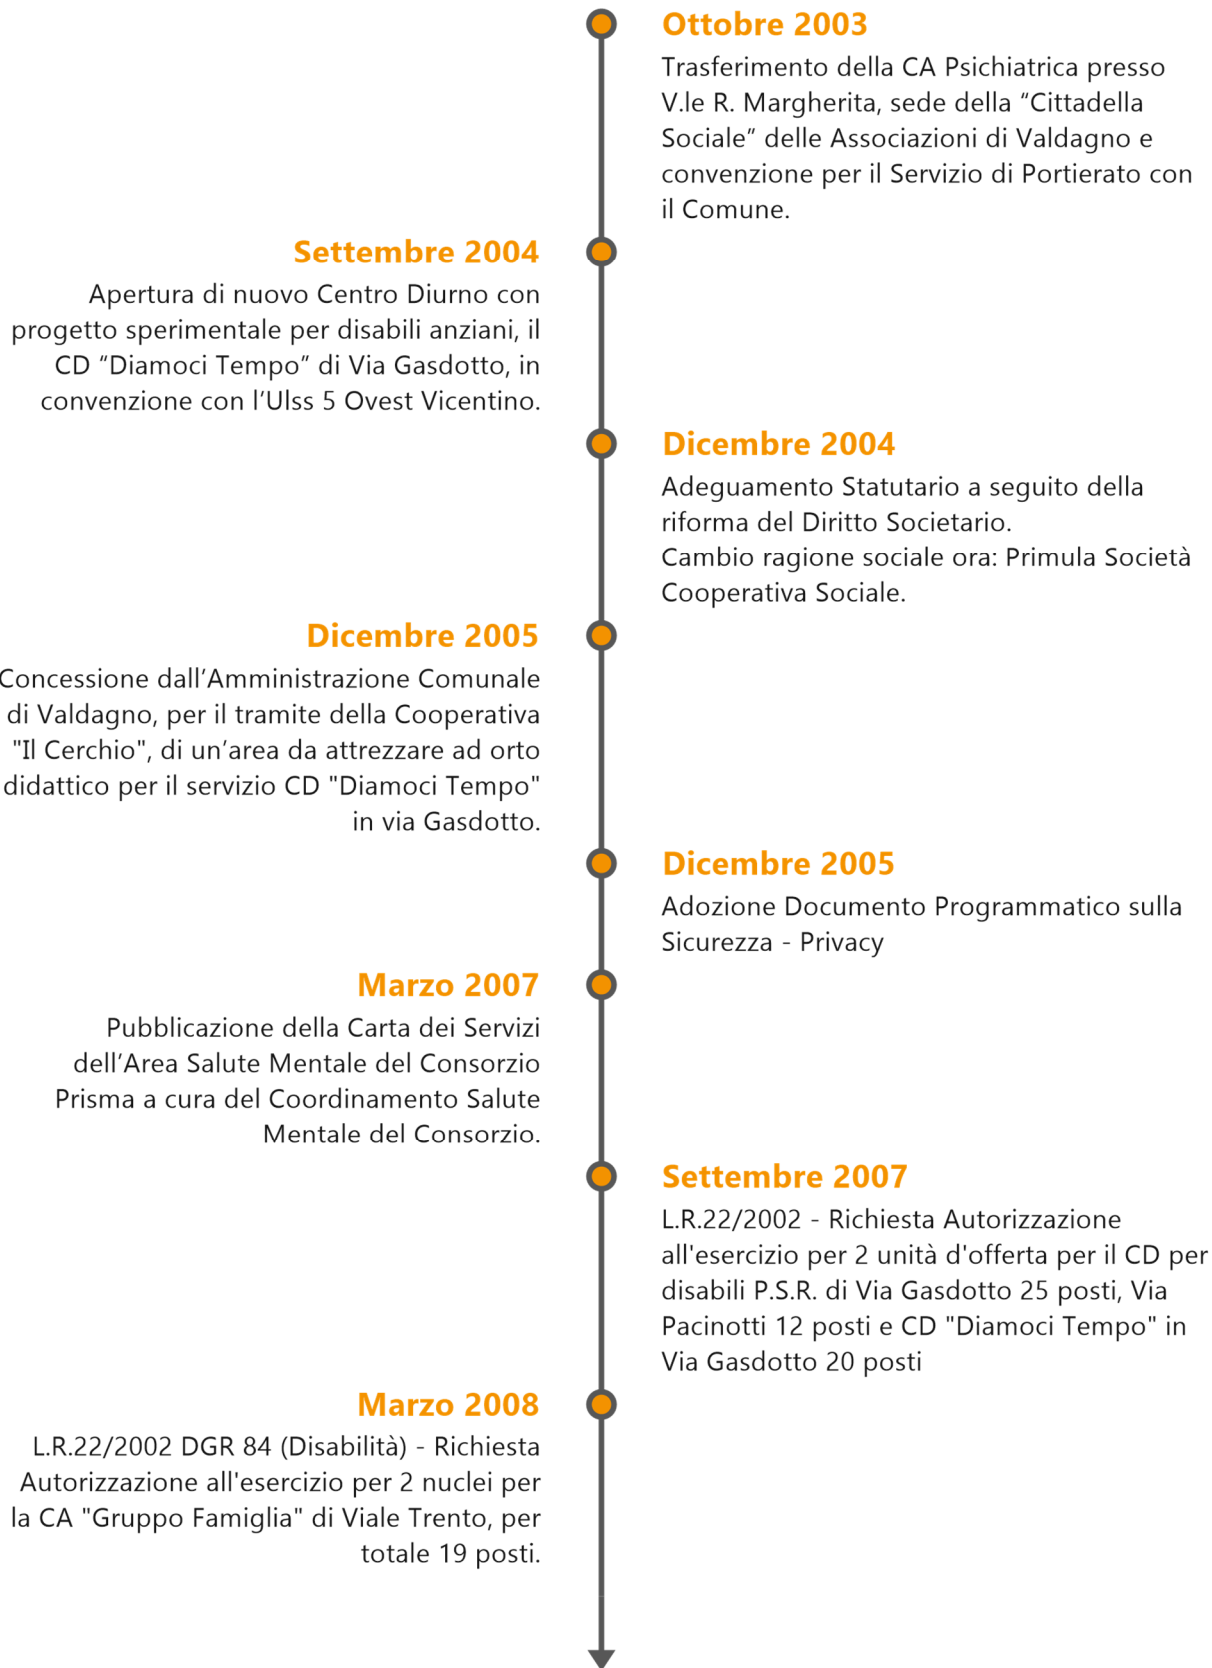 Ottobre 2003
Trasferimento della CA Psichiatrica presso
V.le R. Margherita, sede della “Cittadella
Sociale” delle Associazioni di Valdagno e
convenzione per il Servizio di Portierato con
il Comune.
Settembre 2004
Apertura di nuovo Centro Diurno con
progetto sperimentale per disabili anziani, il
CD “Diamoci Tempo” di Via Gasdotto, in
convenzione con l’Ulss 5 Ovest Vicentino.
Dicembre 2004
Adeguamento Statutario a seguito della
riforma del Diritto Societario.
Cambio ragione sociale ora: Primula Società
Cooperativa Sociale.
Dicembre 2005
Concessione dall’Amministrazione Comunale
di Valdagno, per il tramite della Cooperativa
"Il Cerchio", di un’area da attrezzare ad orto
didattico per il servizio CD "Diamoci Tempo"
in via Gasdotto.
Dicembre 2005
Adozione Documento Programmatico sulla
Sicurezza - Privacy
Marzo 2007
Pubblicazione della Carta dei Servizi
dell’Area Salute Mentale del Consorzio
Prisma a cura del Coordinamento Salute
Mentale del Consorzio.
Settembre 2007
L.R.22/2002 - Richiesta Autorizzazione
all'esercizio per 2 unità d'offerta per il CD per
disabili P.S.R. di Via Gasdotto 25 posti, Via
Pacinotti 12 posti e CD "Diamoci Tempo" in
Via Gasdotto 20 posti
Marzo 2008
L.R.22/2002 DGR 84 (Disabilità) - Richiesta
Autorizzazione all'esercizio per 2 nuclei per
la CA "Gruppo Famiglia" di Viale Trento, per
totale 19 posti.